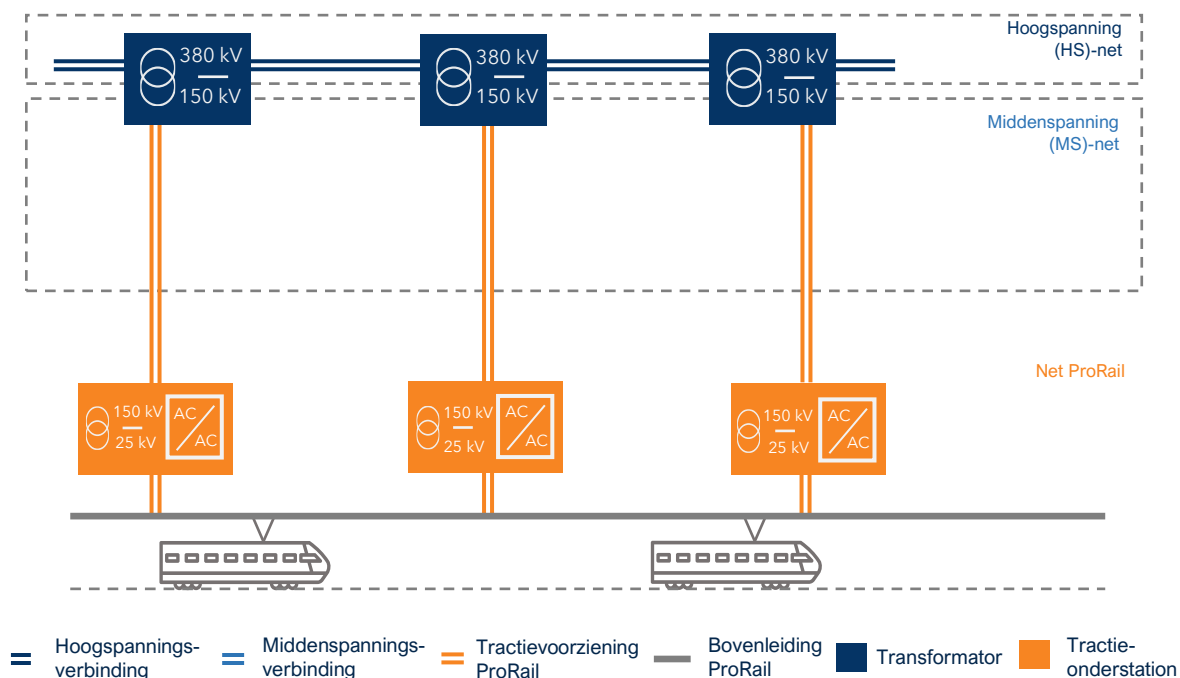 Hoogspanning
(HS)-net
380 kV
150 kV
380 kV
150 kV
380 kV
150 kV
Middenspanning
(MS)-net
Net ProRail
150 kV
25 kV
AC
AC
150 kV
25 kV
AC
AC
150 kV
25 kV
AC
AC
Hoogspannings-
verbinding
Middenspannings-
verbinding
Tractievoorziening
ProRail
Bovenleiding
ProRail
Transformator
Tractie-
onderstation